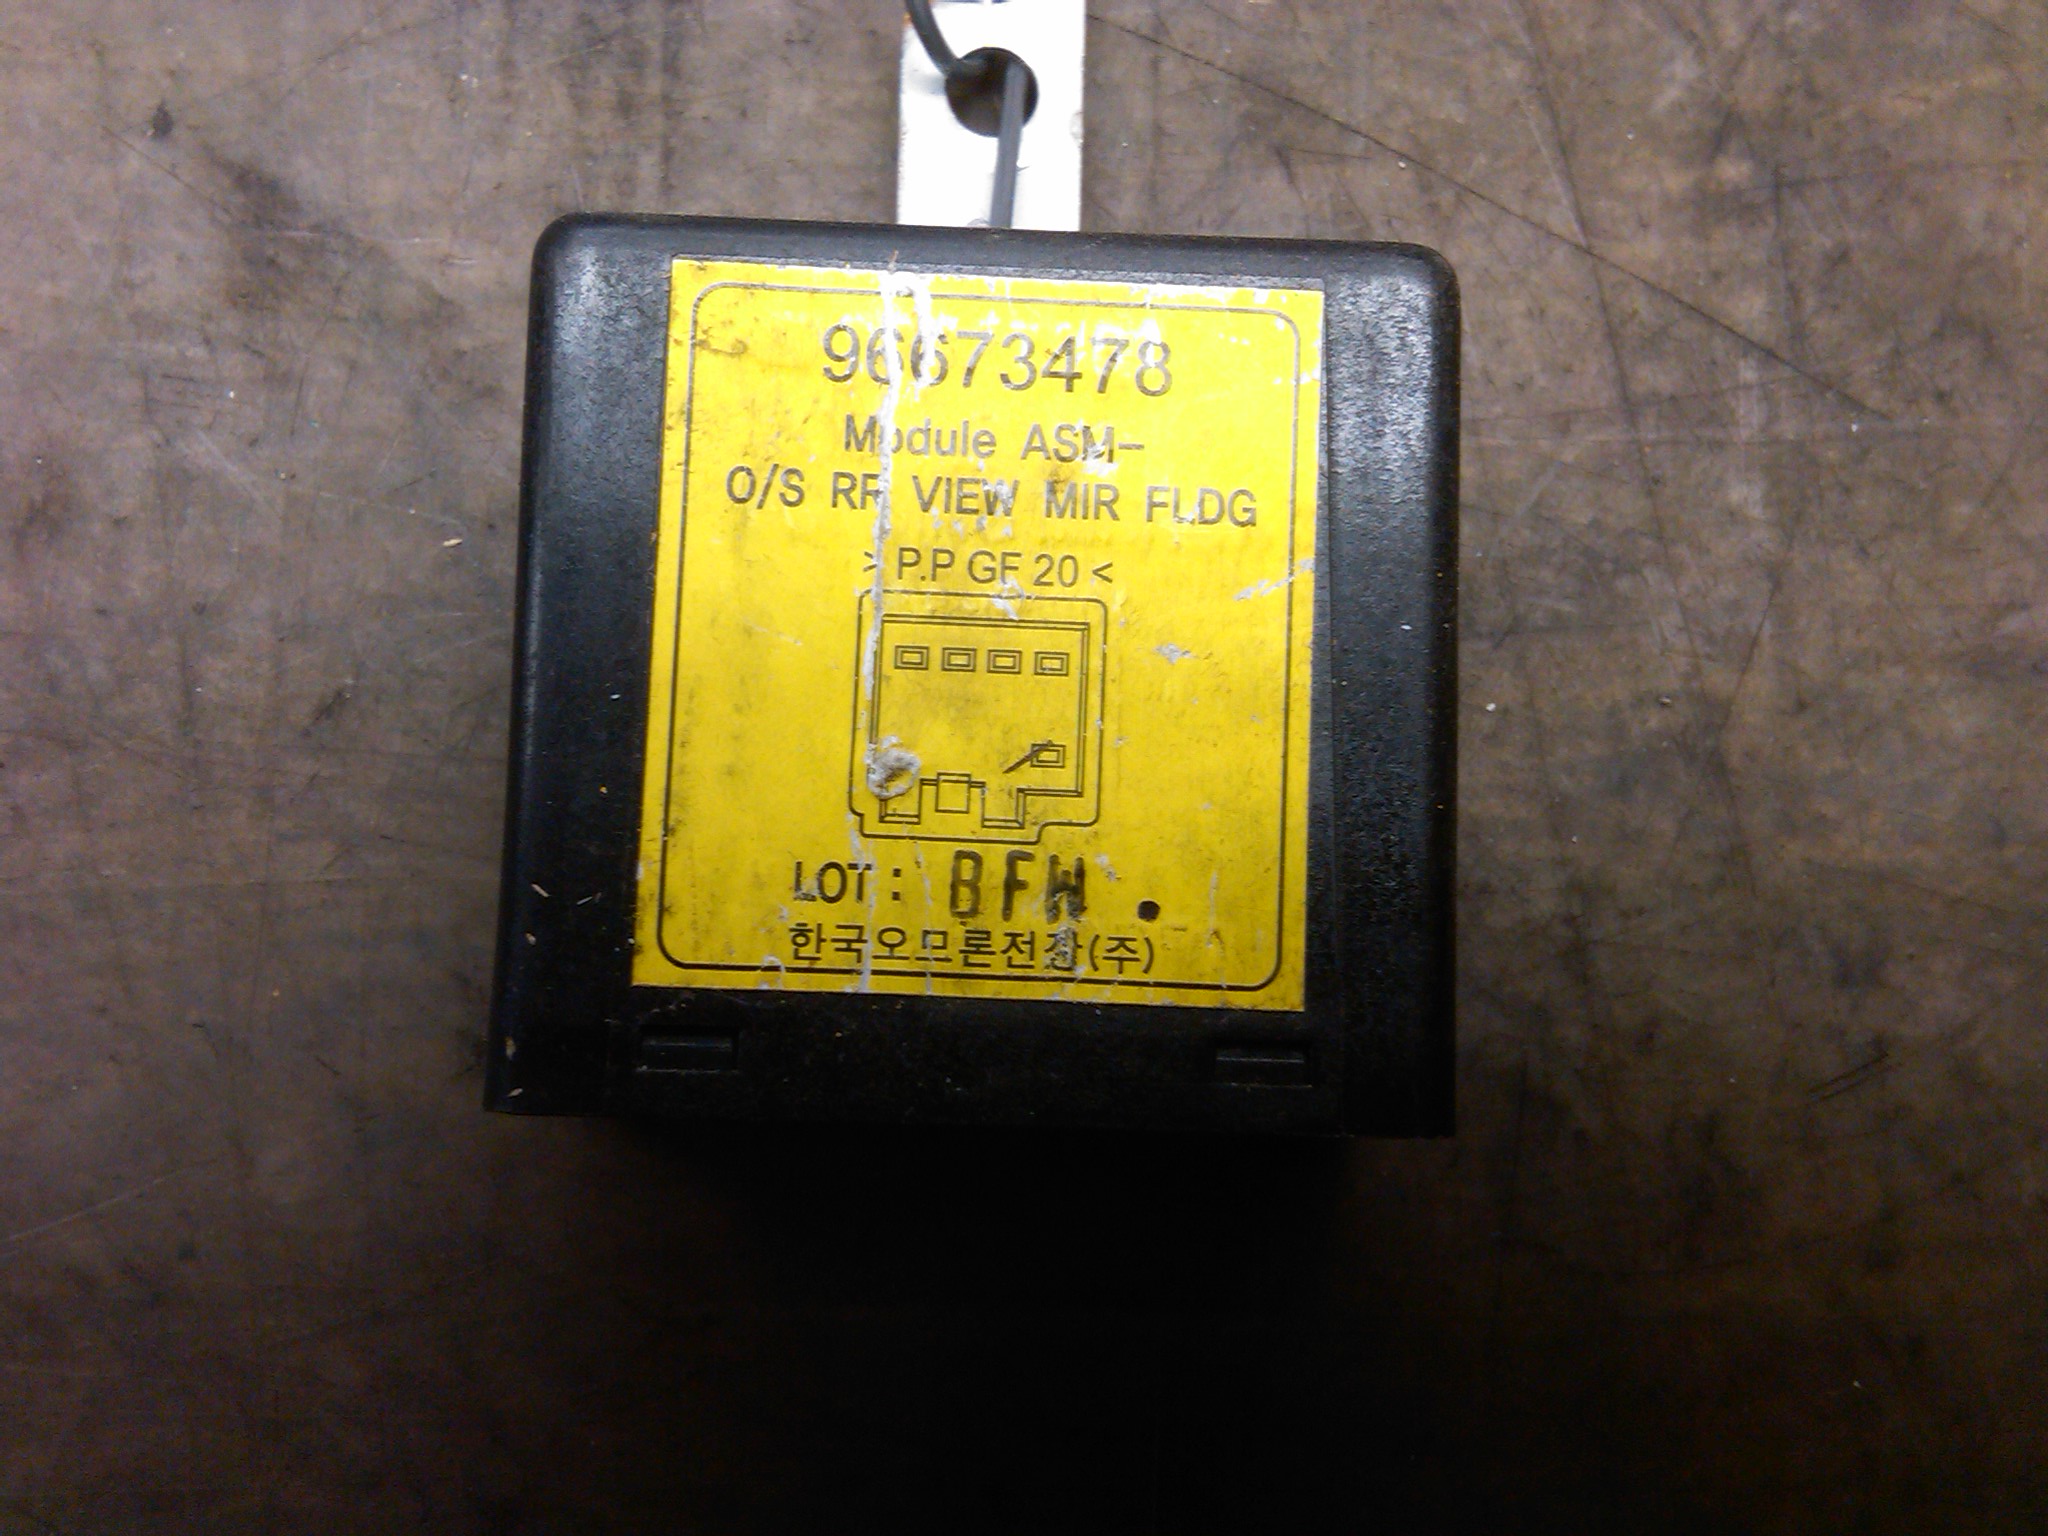 96673478
Module ASM-
O/S RR VIEW MIR FLDG
> P.P GF 20 <
LOT: BFW .
한국오므론전장(주)